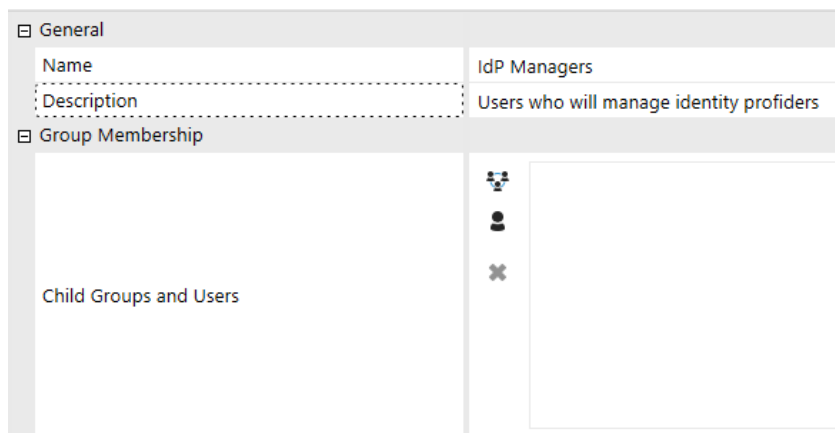 General
Name
IdP Managers
Description
Users who will manage identity profiders
Group Membership
Child Groups and Users